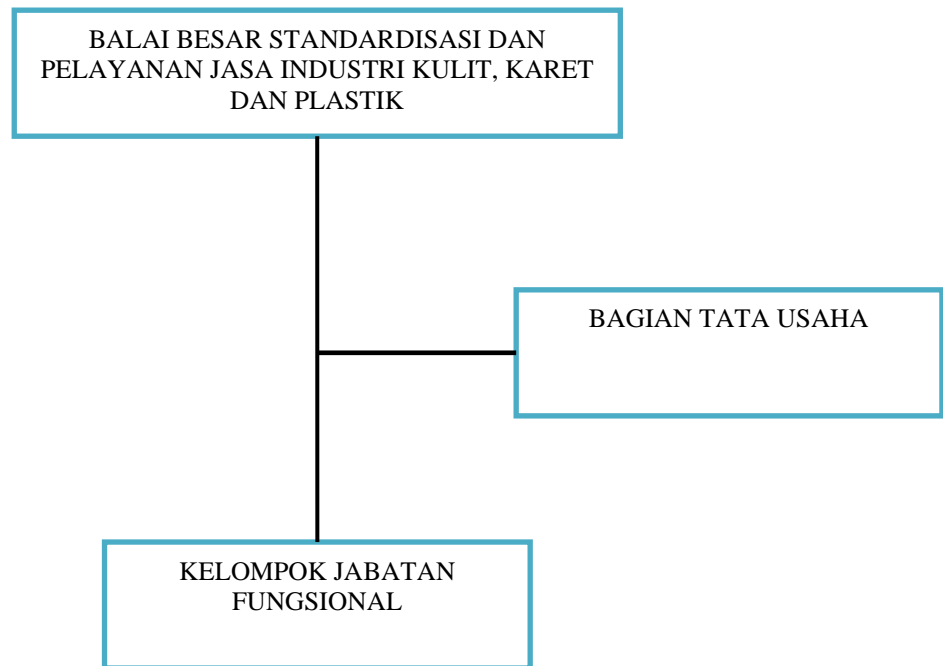 BALAI BESAR STANDARDISASI DAN
PELAYANAN JASA INDUSTRI KULIT, KARET
DAN PLASTIK
BAGIAN TATA USAHA
KELOMPOK JABATAN
FUNGSIONAL